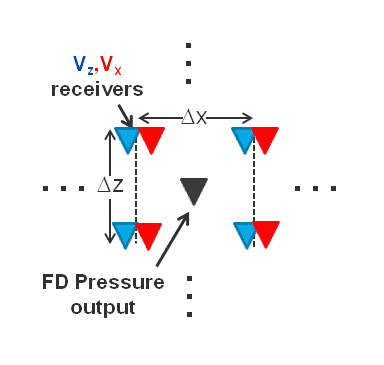 Vz,Vx
receivers
Δx
Δz
FD Pressure
output